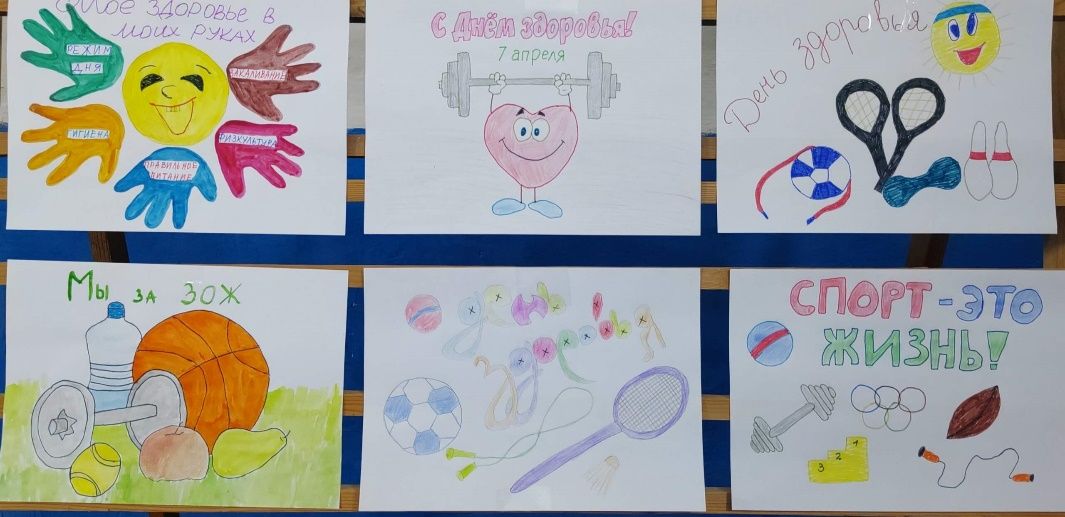 МОЁ ЗДОРОВЬЕ В
МОИХ РУКАХ
РЕЖИМ
ДНЯ
ЗАКАЛИВАНИЕ
ГИГИЕНА
ФИЗКУЛЬТУРА
ПРАВИЛЬНОЕ
ПИТАНИЕ
С Днём здоровья!
7 апреля
День здоровья
Мы за ЗОЖ
СПОРТ-ЭТО
ЖИЗНЬ!
1
2
3